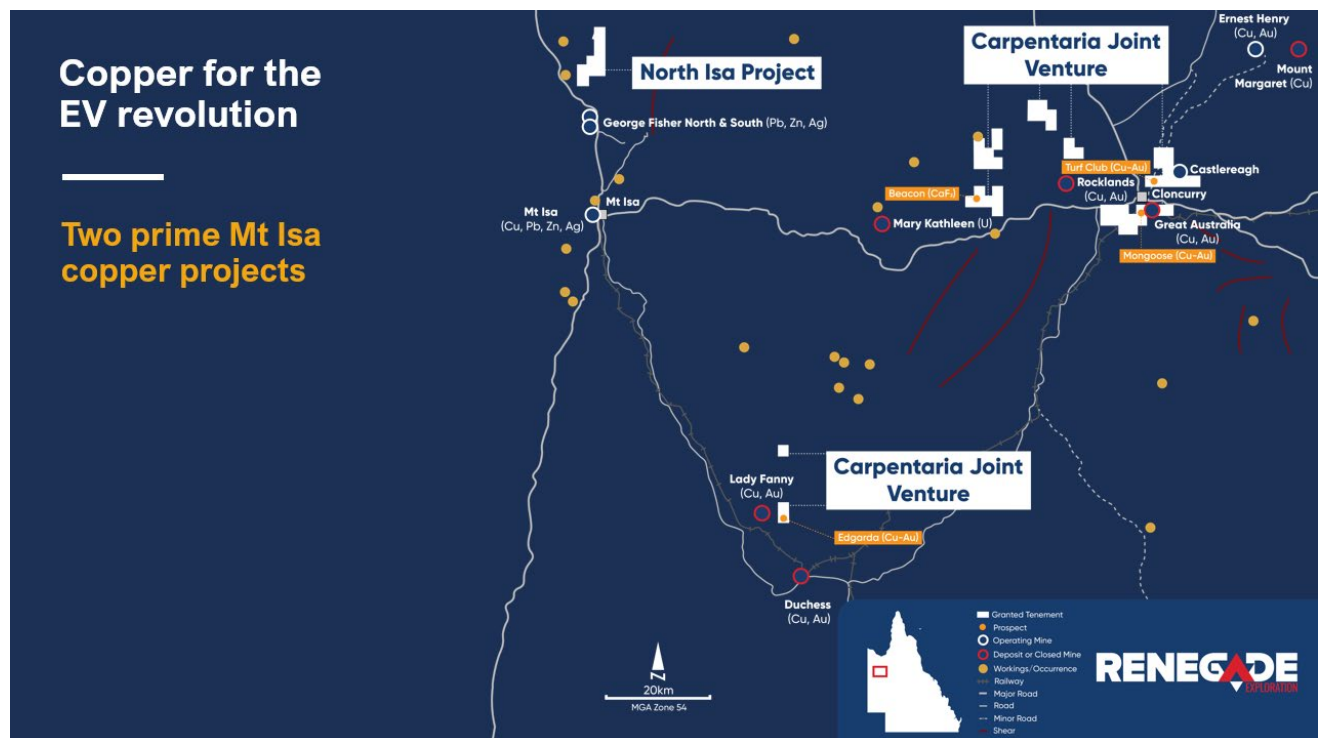 Copper for the
EV revolution
Two prime Mt Isa
copper projects
North Isa Project
Carpentaria Joint
Venture
Ernest Henry
(Cu, Au)
Mount
Margaret (Cu)
George Fisher North & South (Pb, Zn, Ag)
Turf Club (Cu-Au)
Castlereagh
Rocklands
(Cu, Au)
Cloncurry
Beacon (CaF₂)
Mt Isa
Mt Isa
(Cu, Pb, Zn, Ag)
Mary Kathleen (U)
Great Australia
(Cu, Au)
Mongoose (Cu-Au)
Carpentaria Joint
Venture
Lady Fanny
(Cu, Au)
Edgarda (Cu-Au)
Duchess
(Cu, Au)
N
20km
MGA Zone 54
Granted Tenement
Prospect
Operating Mine
Deposit or Closed Mine
Workings/Occurrence
Railway
Major Road
Road
Minor Road
Shear
RENEGADE
EXPLORATION